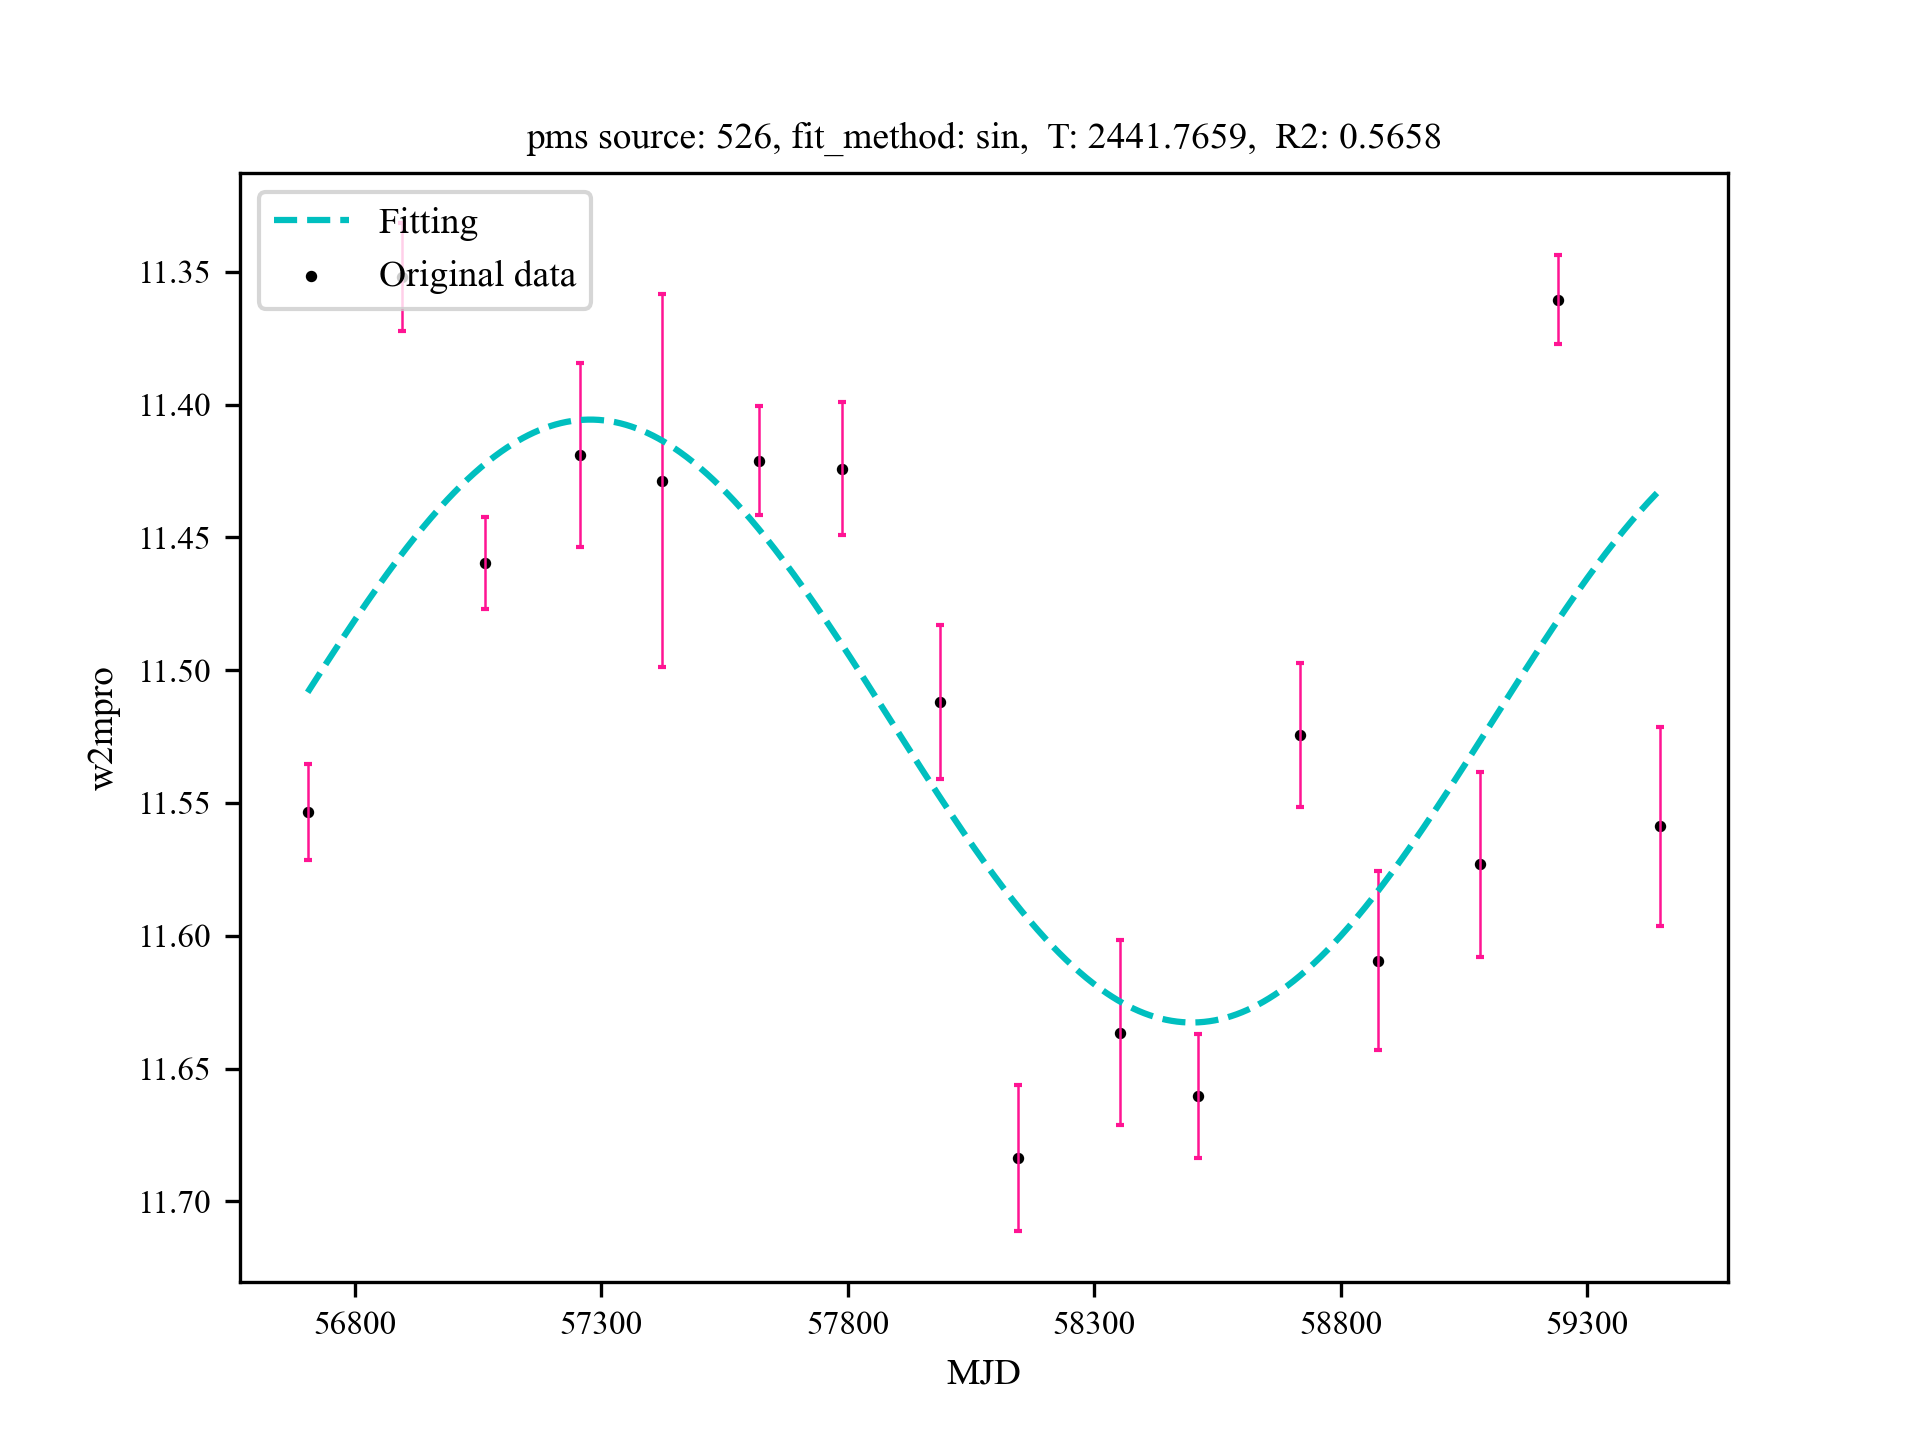 pms source: 526, fit_method: sin,  T: 2441.7659,  R2: 0.5658
Fitting
Original data
11.35
11.40
11.45
11.50
11.55
11.60
11.65
11.70
w2mpro
56800 57300 57800 58300 58800 59300
MJD